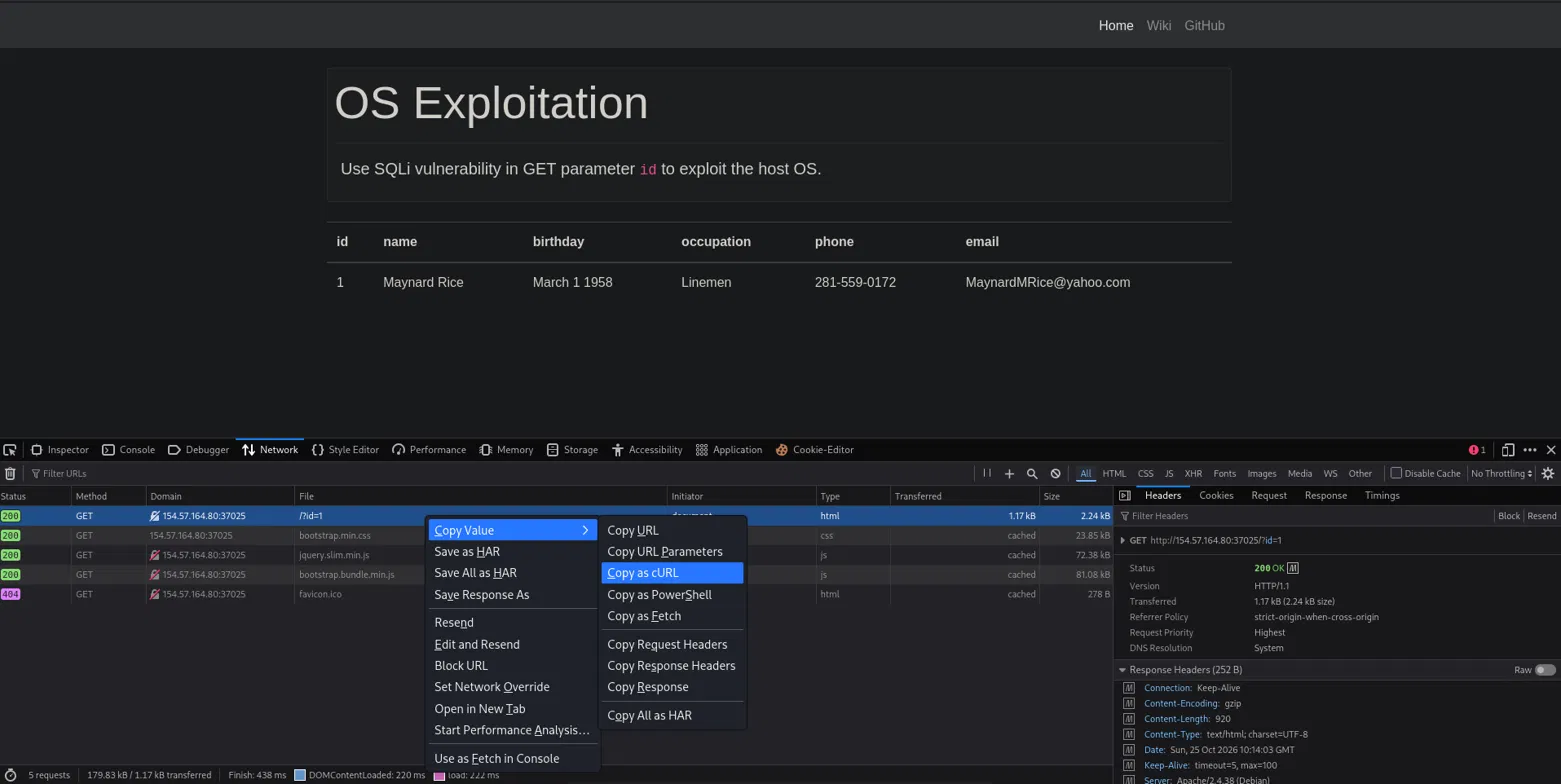 Home Wiki GitHub
OS Exploitation
Use SQLi vulnerability in GET parameter id to exploit the host OS.
id name birthday occupation phone email
1 Maynard Rice March 1 1958 Linemen 281-559-0172 MaynardMRice@yahoo.com
Inspector Console Debugger Network Style Editor Performance Memory Storage Accessibility Application Cookie-Editor 1
Filter URLs All HTML CSS JS XHR Fonts Images Media WS Other Disable Cache No Throttling
Status Method Domain File Initiator Type Transferred Size
200 GET 154.57.164.80:37025 /?id=1 document html 1.17 kB 2.24 kB
200 GET 154.57.164.80:37025 bootstrap.min.css css cached 23.85 kB
200 GET 154.57.164.80:37025 jquery.slim.min.js js cached 72.38 kB
200 GET 154.57.164.80:37025 bootstrap.bundle.min.js js cached 81.08 kB
404 GET 154.57.164.80:37025 favicon.ico html cached 278 B
Copy Value
Save as HAR
Save All as HAR
Save Response As
Resend
Edit and Resend
Block URL
Set Network Override
Open in New Tab
Start Performance Analysis...
Use as Fetch in Console
Copy URL
Copy URL Parameters
Copy as cURL
Copy as PowerShell
Copy as Fetch
Copy Request Headers
Copy Response Headers
Copy Response
Copy All as HAR
Headers Cookies Request Response Timings
Filter Headers Block Resend
GET http://154.57.164.80:37025/?id=1
Status 200 OK
Version HTTP/1.1
Transferred 1.17 kB (2.24 kB size)
Referrer Policy strict-origin-when-cross-origin
Request Priority Highest
DNS Resolution System
Response Headers (252 B) Raw
Connection: Keep-Alive
Content-Encoding: gzip
Content-Length: 920
Content-Type: text/html; charset=UTF-8
Date: Sun, 25 Oct 2026 10:14:03 GMT
Keep-Alive: timeout=5, max=100
Server: Apache/2.4.38 (Debian)
5 requests 179.83 kB / 1.17 kB transferred Finish: 438 ms DOMContentLoaded: 220 ms load: 222 ms